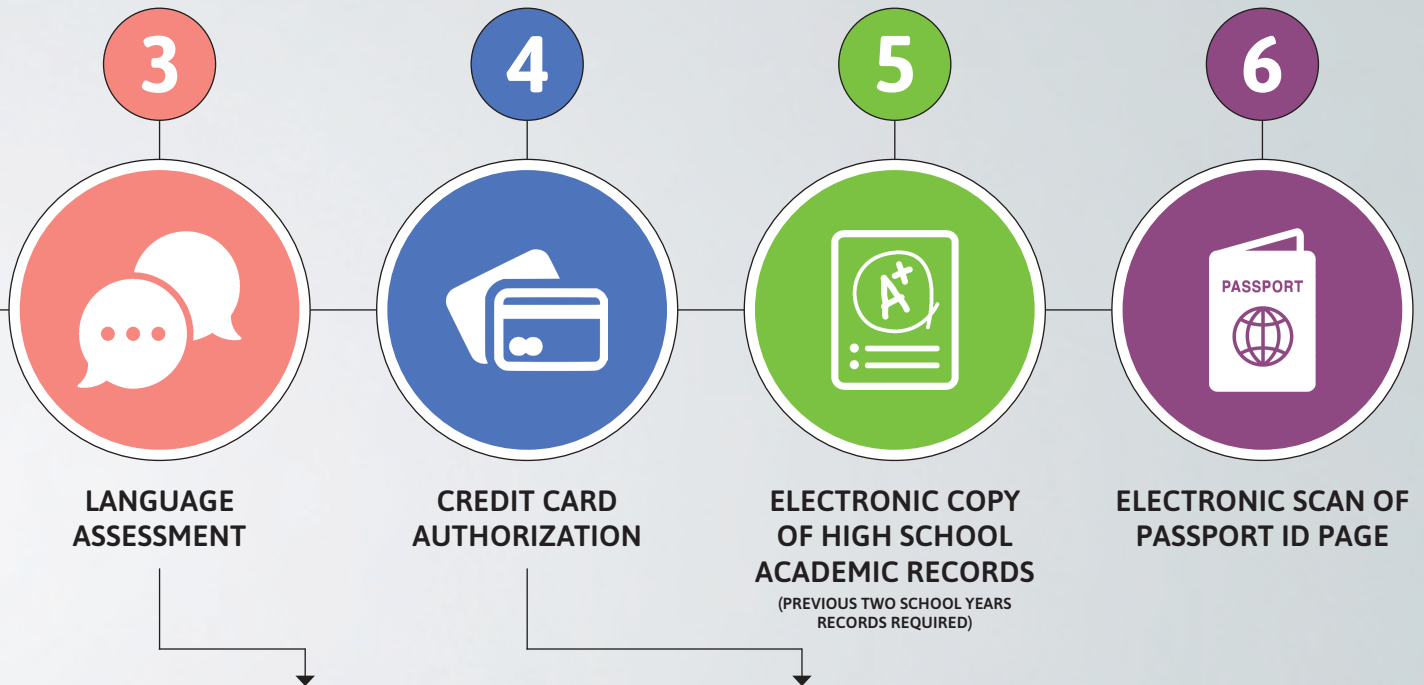 3
4
5
6
A+
PASSPORT
LANGUAGE
ASSESSMENT
CREDIT CARD
AUTHORIZATION
ELECTRONIC COPY
OF HIGH SCHOOL
ACADEMIC RECORDS
(PREVIOUS TWO SCHOOL YEARS
RECORDS REQUIRED)
ELECTRONIC SCAN OF
PASSPORT ID PAGE